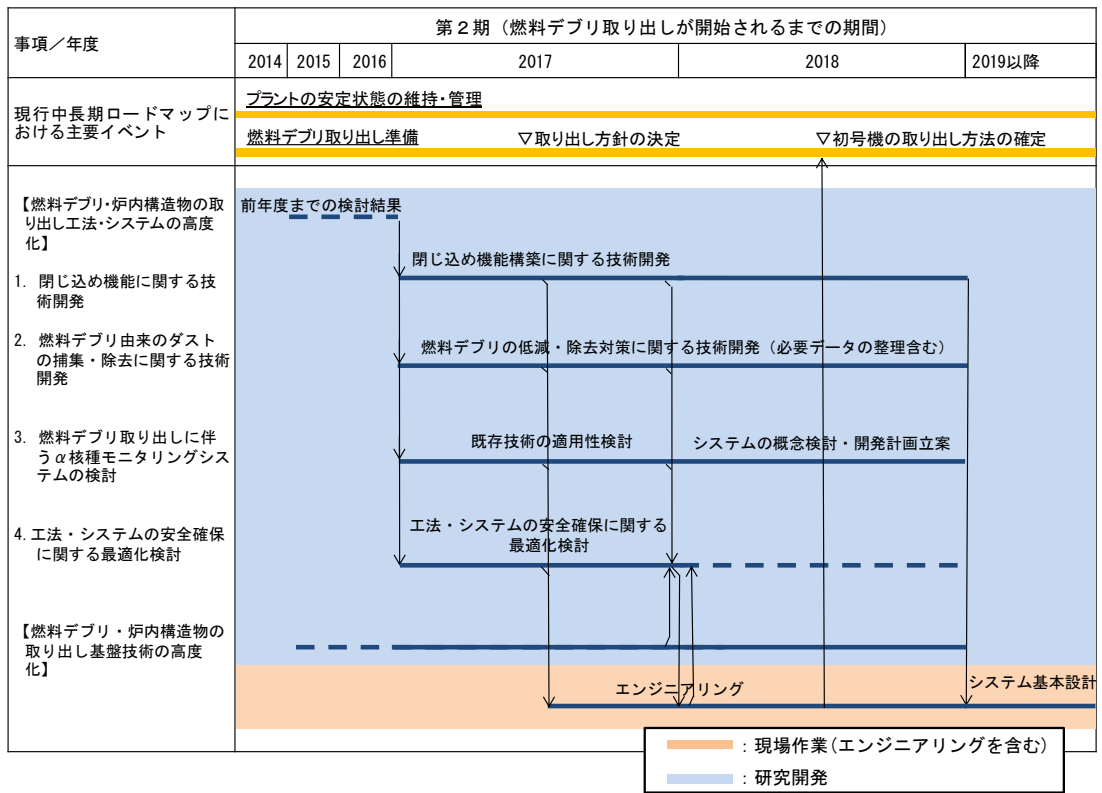 事項／年度
第２期（燃料デブリ取り出しが開始されるまでの期間）
2014 2015 2016 2017 2018 2019以降
現行中長期ロードマップに
おける主要イベント
プラントの安定状態の維持・管理
燃料デブリ取り出し準備 ▽取り出し方針の決定 ▽初号機の取り出し方法の確定
【燃料デブリ・炉内構造物の取
り出し工法・システムの高度
化】
前年度までの検討結果
1. 閉じ込め機能に関する技
術開発
閉じ込め機能構築に関する技術開発
2. 燃料デブリ由来のダスト
の捕集・除去に関する技術
開発
燃料デブリの低減・除去対策に関する技術開発（必要データの整理含む）
3. 燃料デブリ取り出しに伴
うα核種モニタリングシス
テムの検討
既存技術の適用性検討 システムの概念検討・開発計画立案
4. 工法・システムの安全確保
に関する最適化検討
工法・システムの安全確保に関する
最適化検討
【燃料デブリ・炉内構造物の
取り出し基盤技術の高度
化】
エンジニアリング システム基本設計
：現場作業(エンジニアリングを含む)
：研究開発